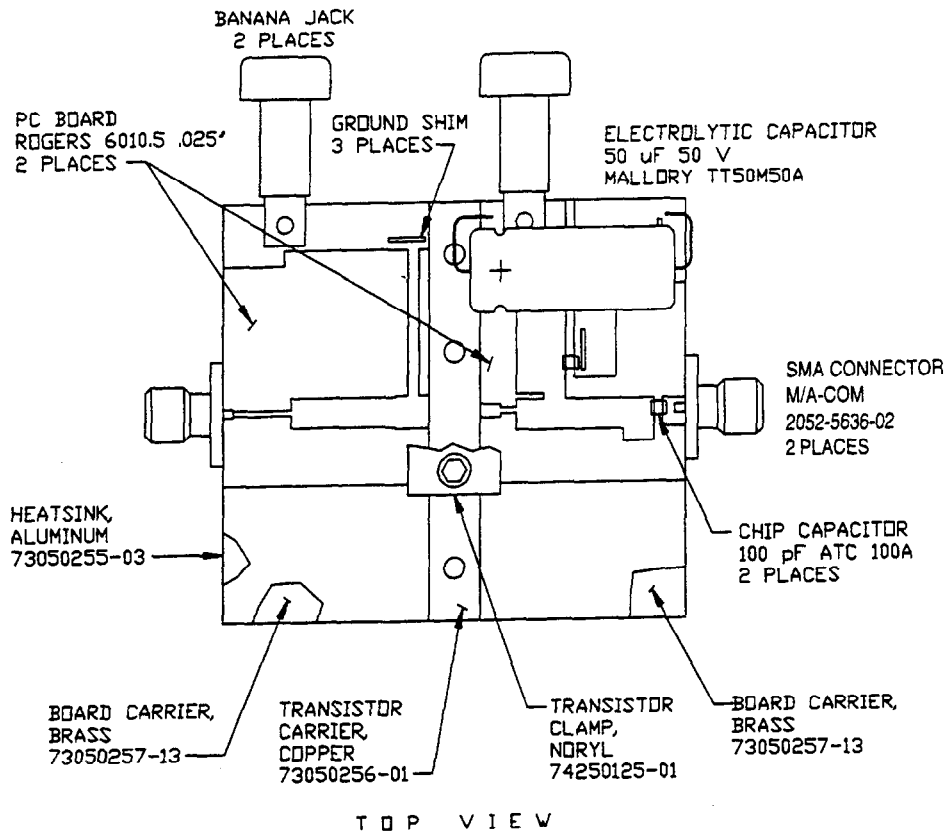 BANANA JACK
2 PLACES
PC BOARD
ROGERS 6010.5 .025"
2 PLACES
GROUND SHIM
3 PLACES
ELECTROLYTIC CAPACITOR
50 uF 50 V
MALLORY TT50M50A
SMA CONNECTOR
M/A-COM
2052-5636-02
2 PLACES
HEATSINK,
ALUMINUM
73050255-03
CHIP CAPACITOR
100 pF ATC 100A
2 PLACES
BOARD CARRIER,
BRASS
73050257-13
TRANSISTOR
CARRIER,
COPPER
73050256-01
TRANSISTOR
CLAMP,
NORYL
74250125-01
BOARD CARRIER,
BRASS
73050257-13
TOP VIEW